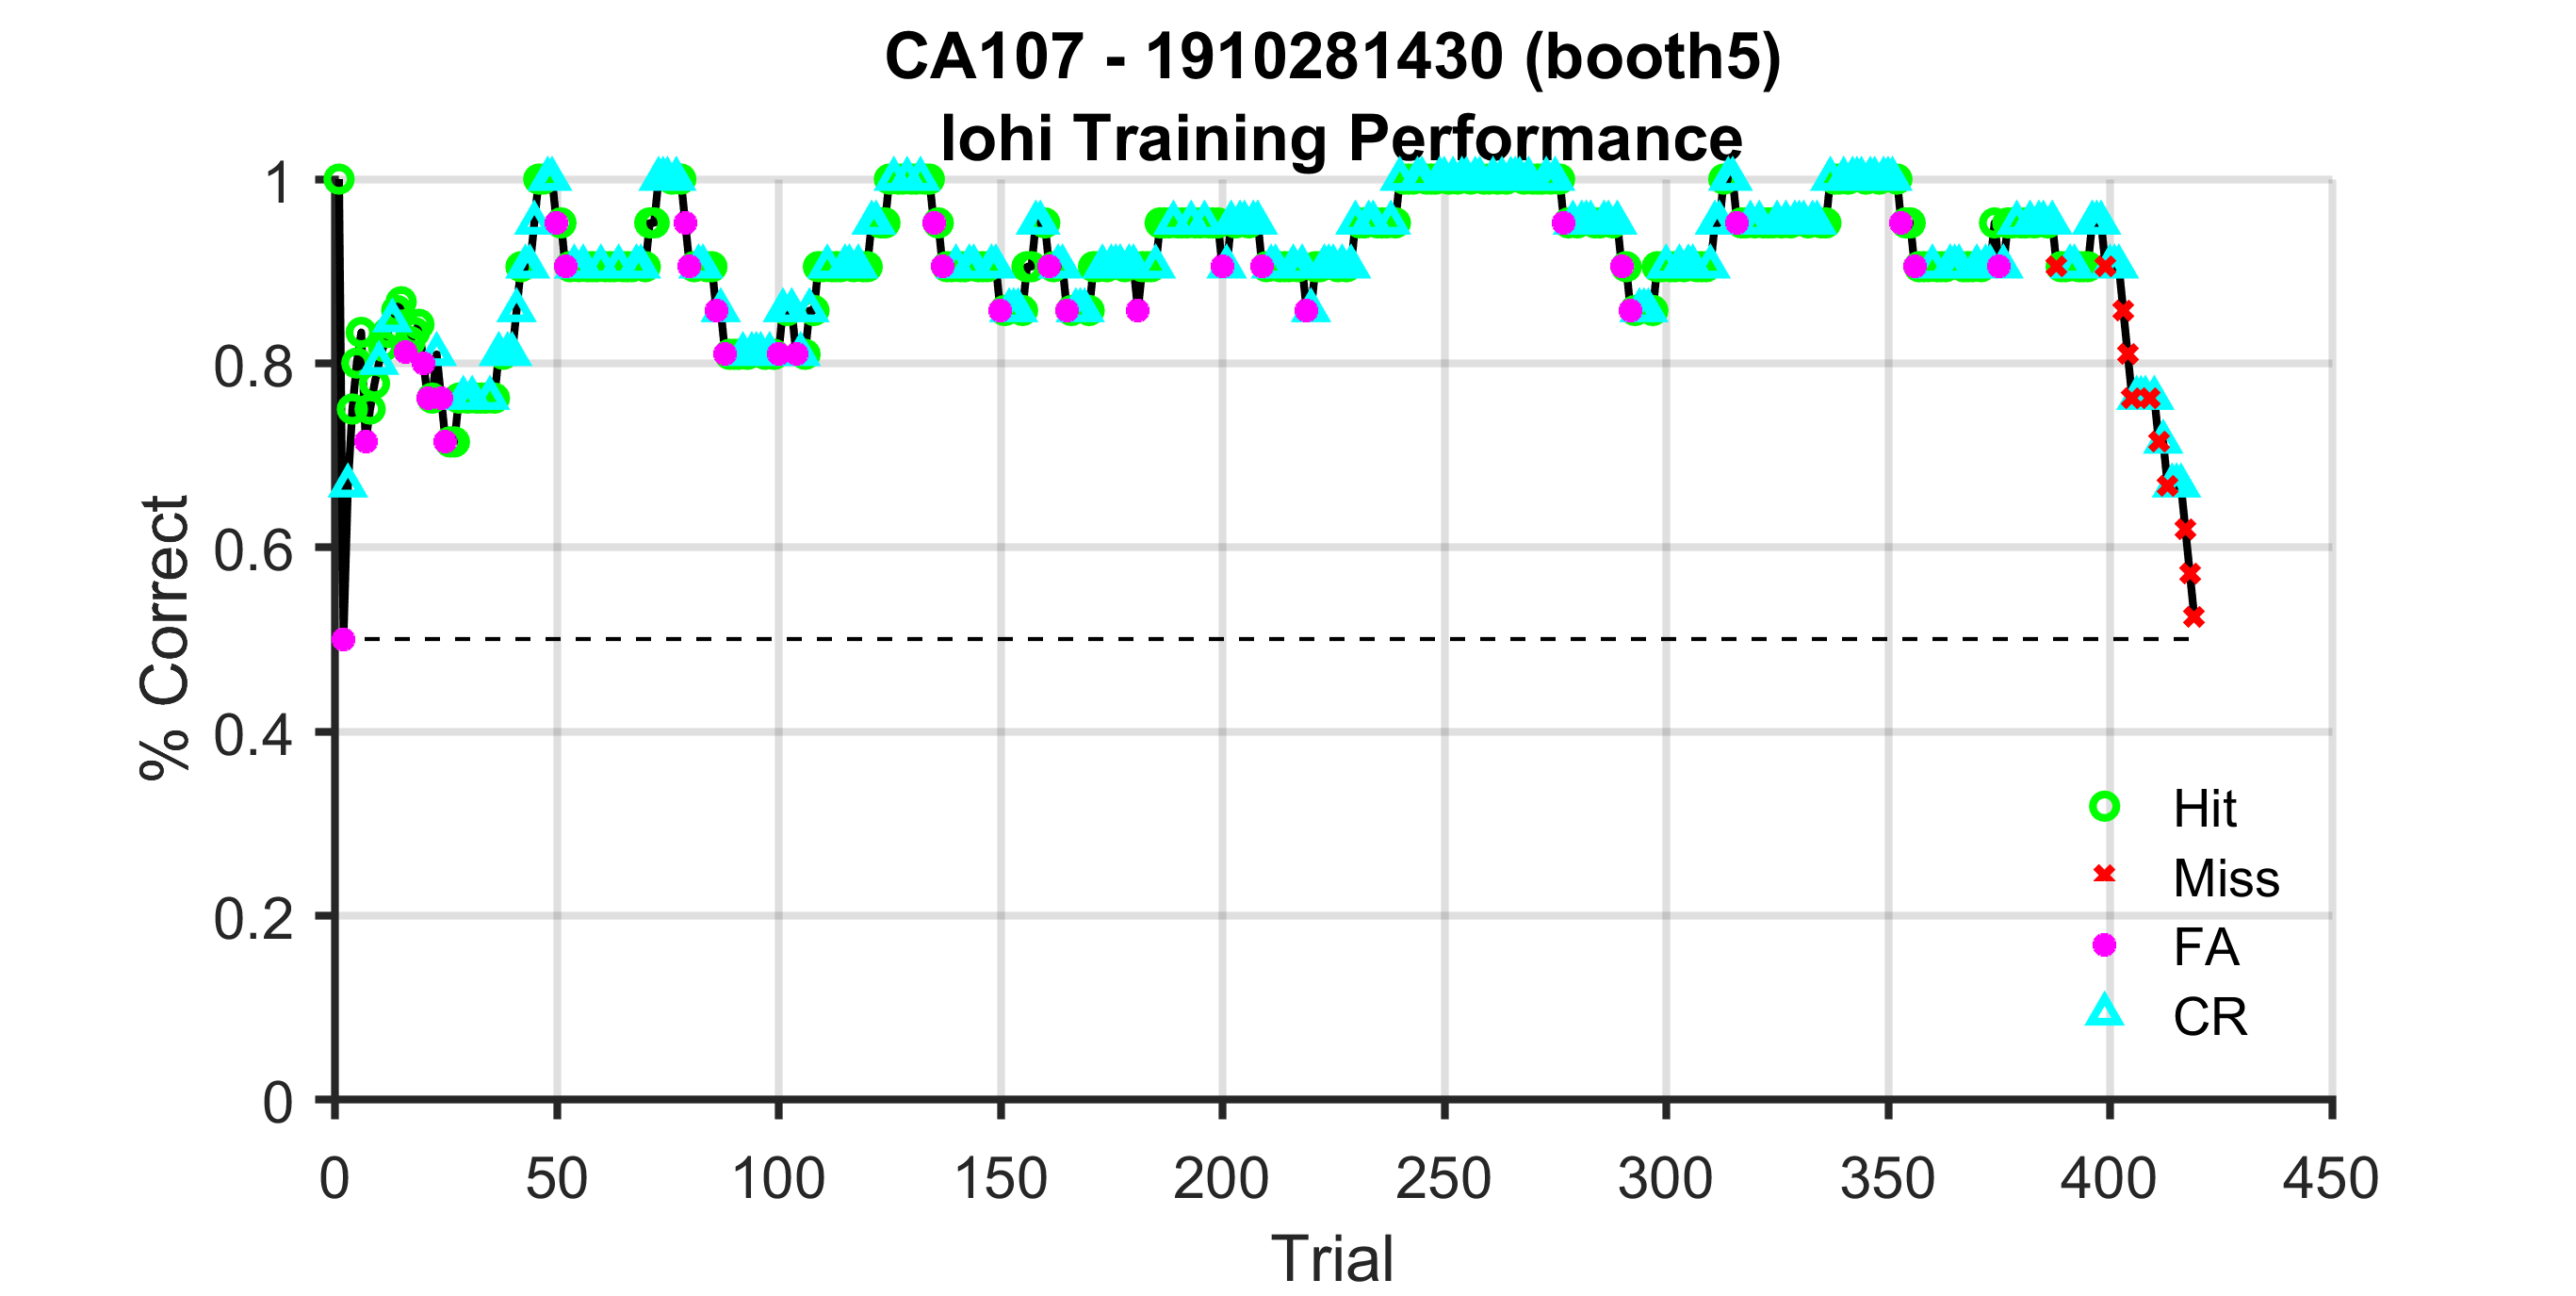 CA107 - 1910281430 (booth5)
lohi Training Performance
% Correct
1
0.8
0.6
0.4
0.2
0
0
50
100
150
200
250
300
350
400
450
Trial
Hit
Miss
FA
CR